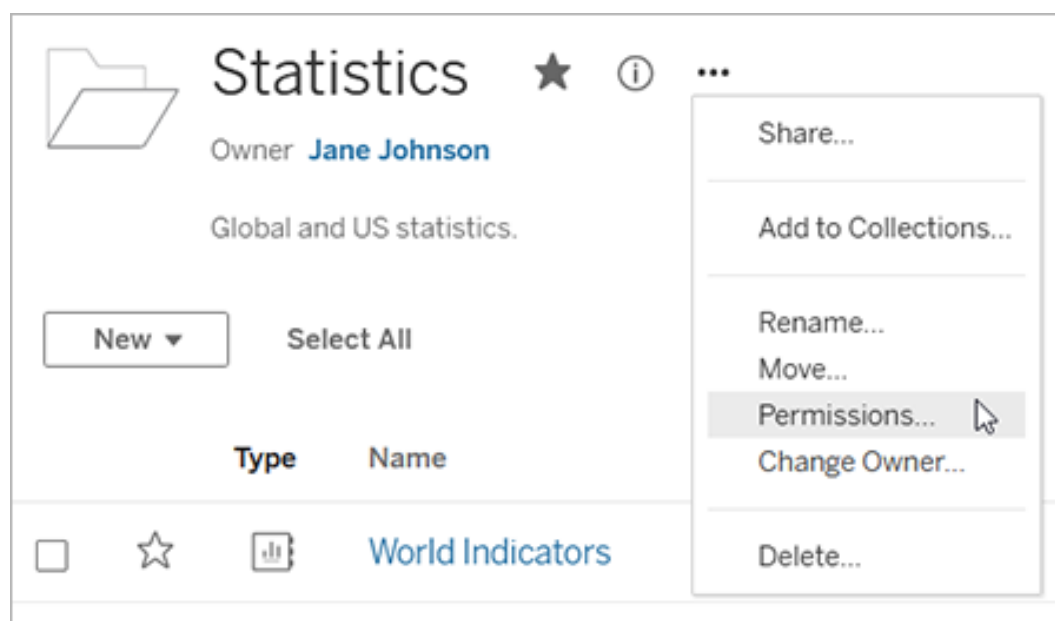 Statistics
Owner Jane Johnson
Global and US statistics.
New
Select All
Type Name
World Indicators
Share...
Add to Collections...
Rename...
Move...
Permissions...
Change Owner...
Delete...